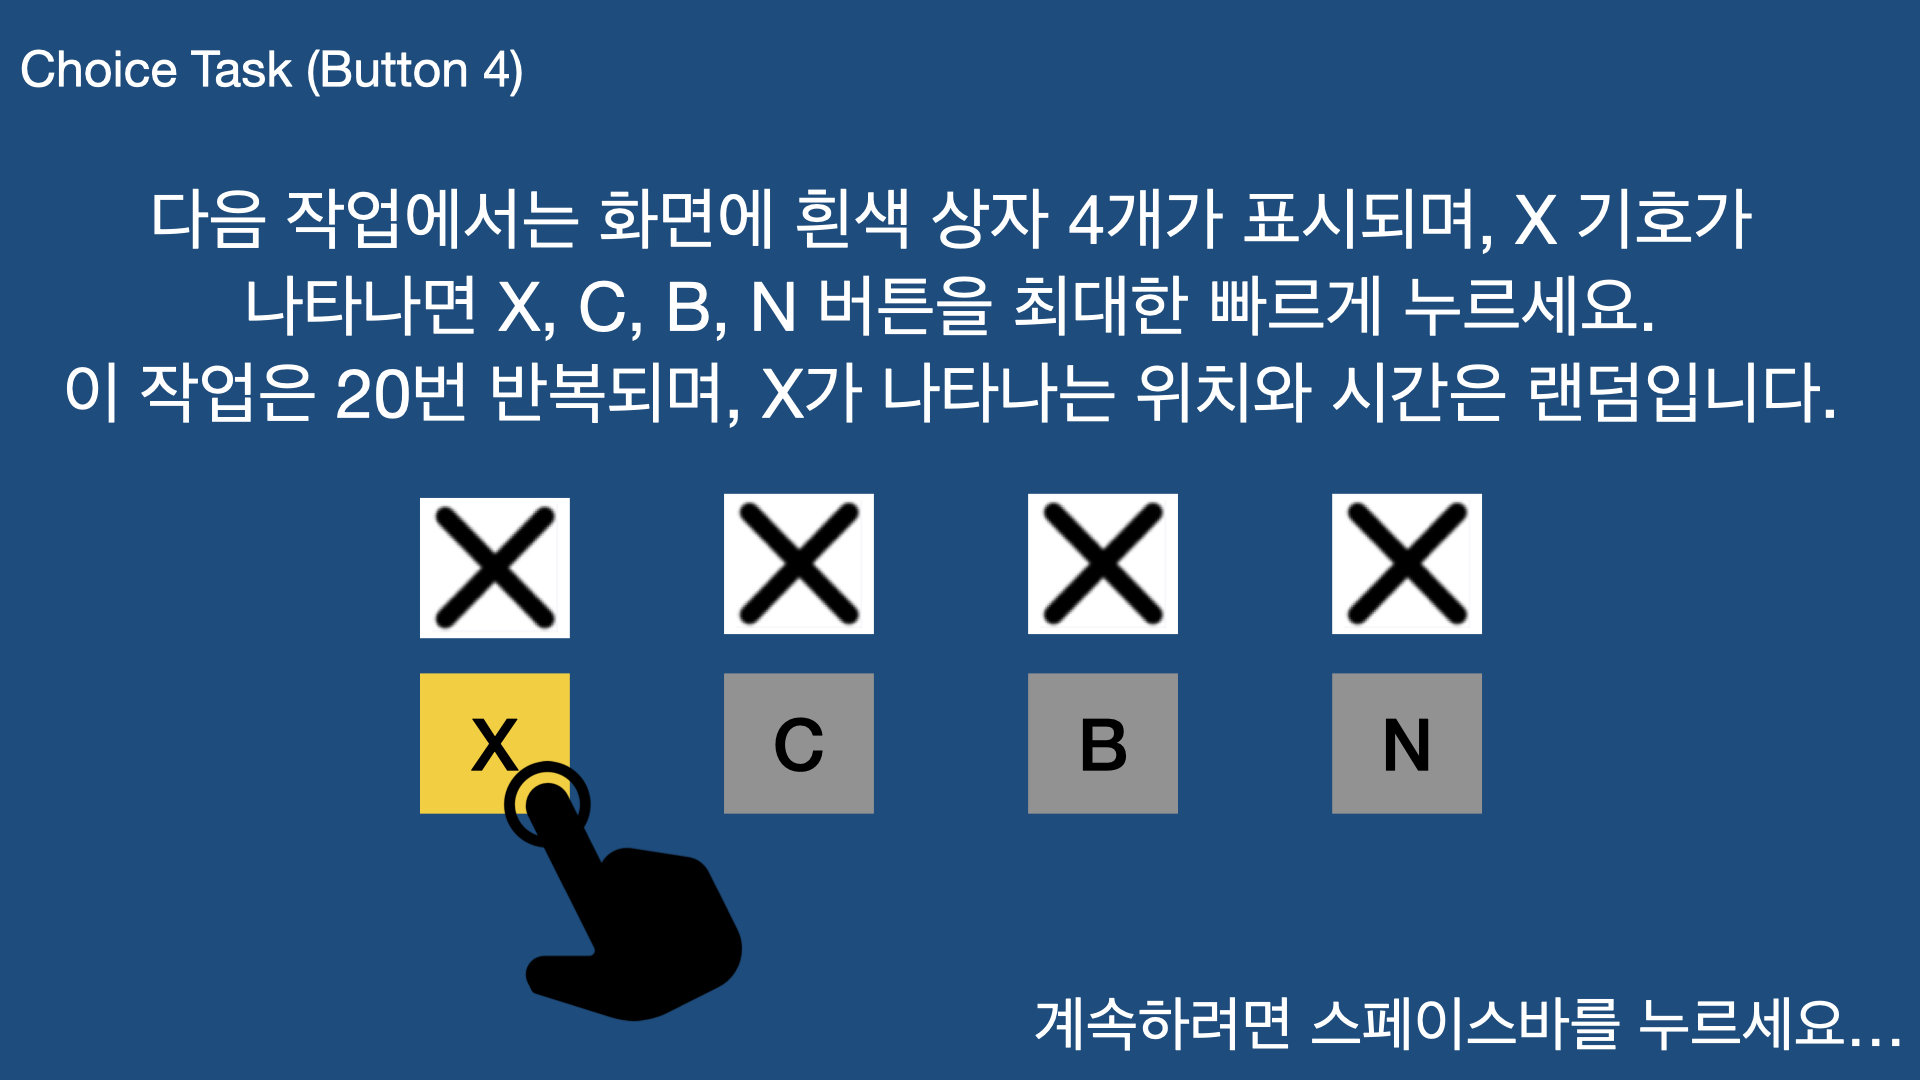 Choice Task (Button 4)
다음 작업에서는 화면에 흰색 상자 4개가 표시되며, X 기호가
나타나면 X, C, B, N 버튼을 최대한 빠르게 누르세요.
이 작업은 20번 반복되며, X가 나타나는 위치와 시간은 랜덤입니다.
X C B N
계속하려면 스페이스바를 누르세요...